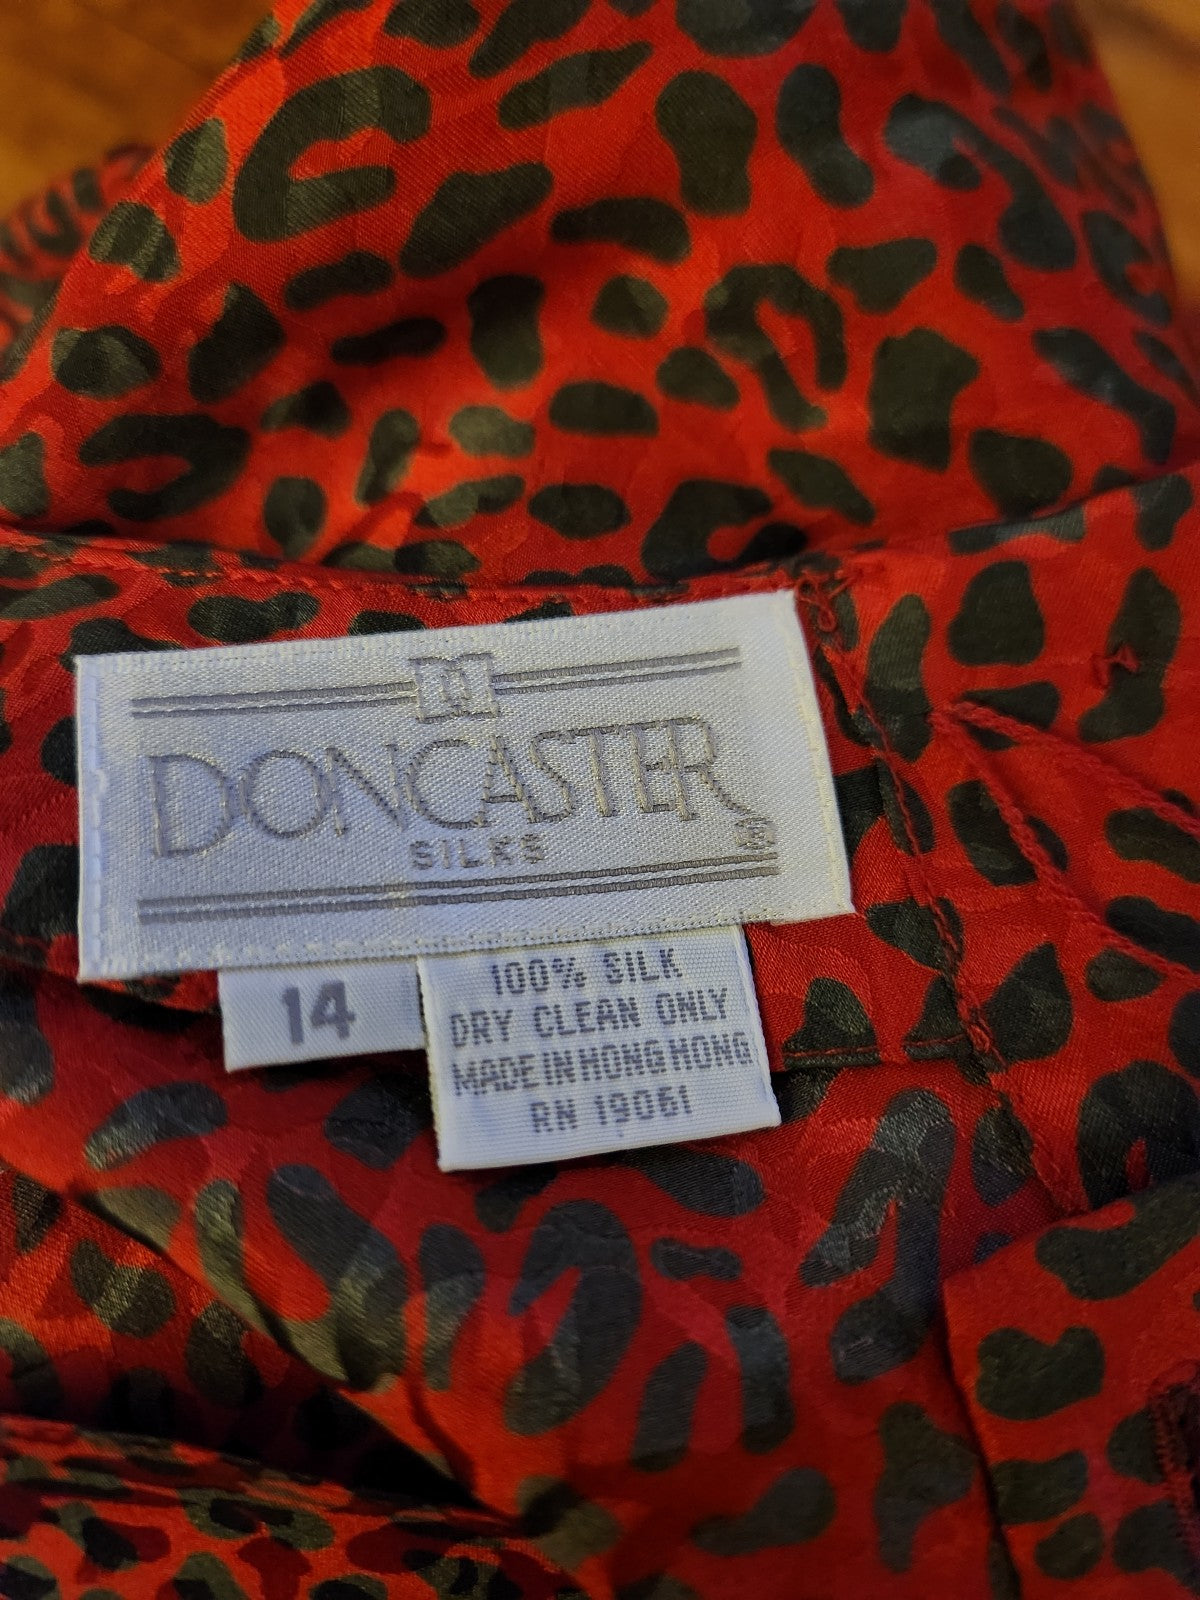 DONCASTER
SILKS
®
14
100% SILK
DRY CLEAN ONLY
MADE IN HONG HONG
RN 19061